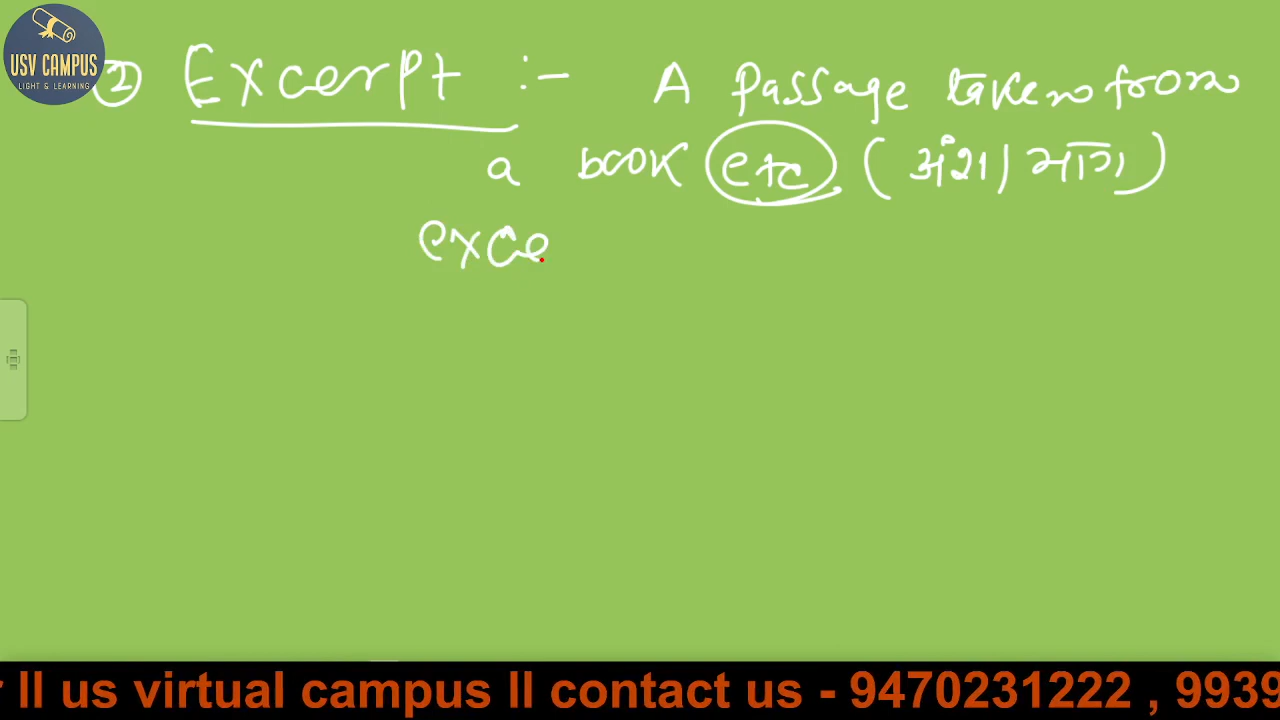 USV CAMPUS
LIGHT & LEARNING
② Excerpt :- A Passage taken from
a book etc (अंश/भाग)
exce
r ll us virtual campus ll contact us - 9470231222 , 9939